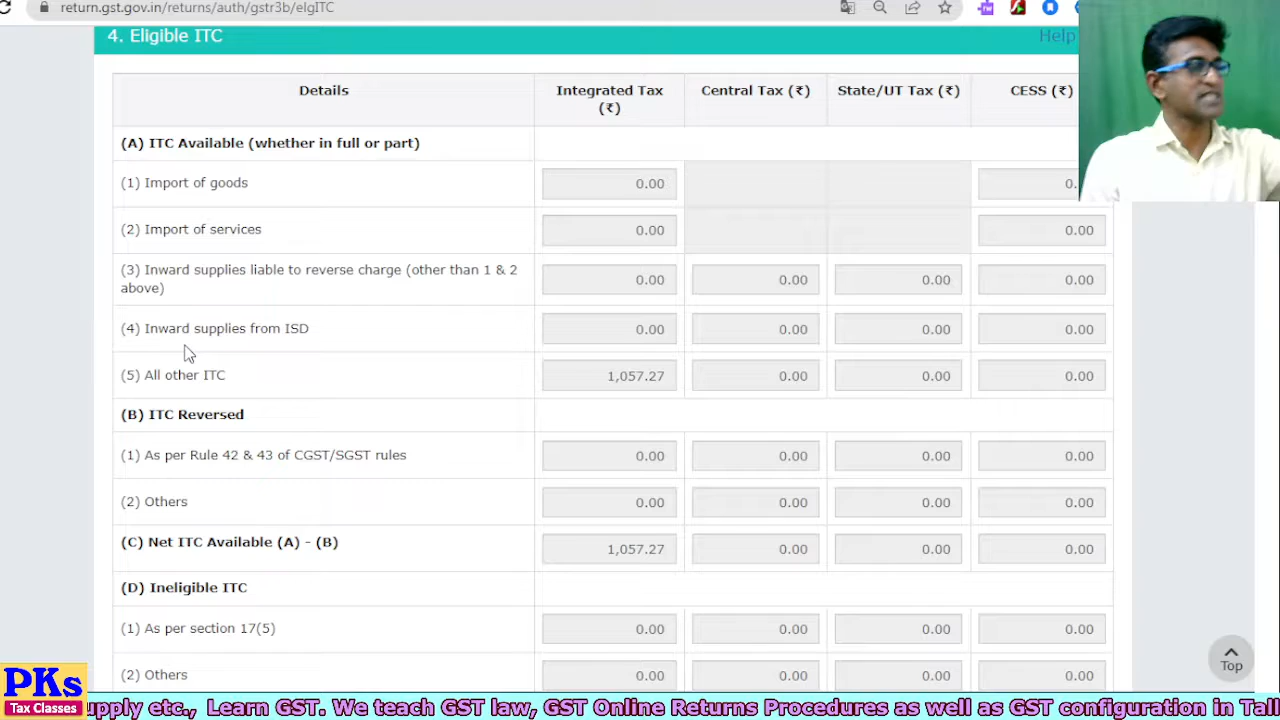 return.gst.gov.in/returns/auth/gstr3b/elgITC
4. Eligible ITC
Help
Details
Integrated Tax (₹)
Central Tax (₹)
State/UT Tax (₹)
CESS (₹)
(A) ITC Available (whether in full or part)
(1) Import of goods
0.00
0.
(2) Import of services
0.00
0.00
(3) Inward supplies liable to reverse charge (other than 1 & 2
above)
0.00
0.00
0.00
0.00
(4) Inward supplies from ISD
0.00
0.00
0.00
0.00
(5) All other ITC
1,057.27
0.00
0.00
0.00
(B) ITC Reversed
(1) As per Rule 42 & 43 of CGST/SGST rules
0.00
0.00
0.00
0.00
(2) Others
0.00
0.00
0.00
0.00
(C) Net ITC Available (A) - (B)
1,057.27
0.00
0.00
0.00
(D) Ineligible ITC
(1) As per section 17(5)
0.00
0.00
0.00
0.00
(2) Others
0.00
0.00
0.00
0.00
Top
PKs
Tax Classes
upply etc., Learn GST. We teach GST law, GST Online Returns Procedures as well as GST configuration in Tall